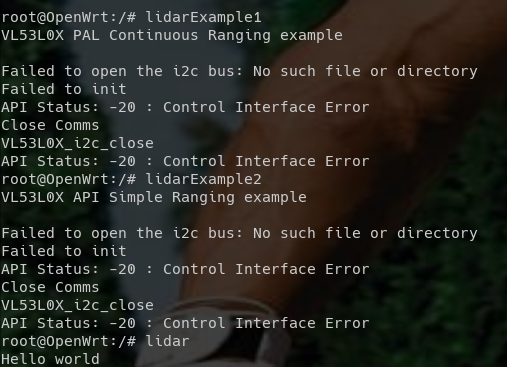 root@OpenWrt:/# lidarExample1
VL53L0X PAL Continuous Ranging example
Failed to open the i2c bus: No such file or directory
Failed to init
API Status: -20 : Control Interface Error
Close Comms
VL53L0X_i2c_close
API Status: -20 : Control Interface Error
root@OpenWrt:/# lidarExample2
VL53L0X API Simple Ranging example
Failed to open the i2c bus: No such file or directory
Failed to init
API Status: -20 : Control Interface Error
Close Comms
VL53L0X_i2c_close
API Status: -20 : Control Interface Error
root@OpenWrt:/# lidar
Hello world